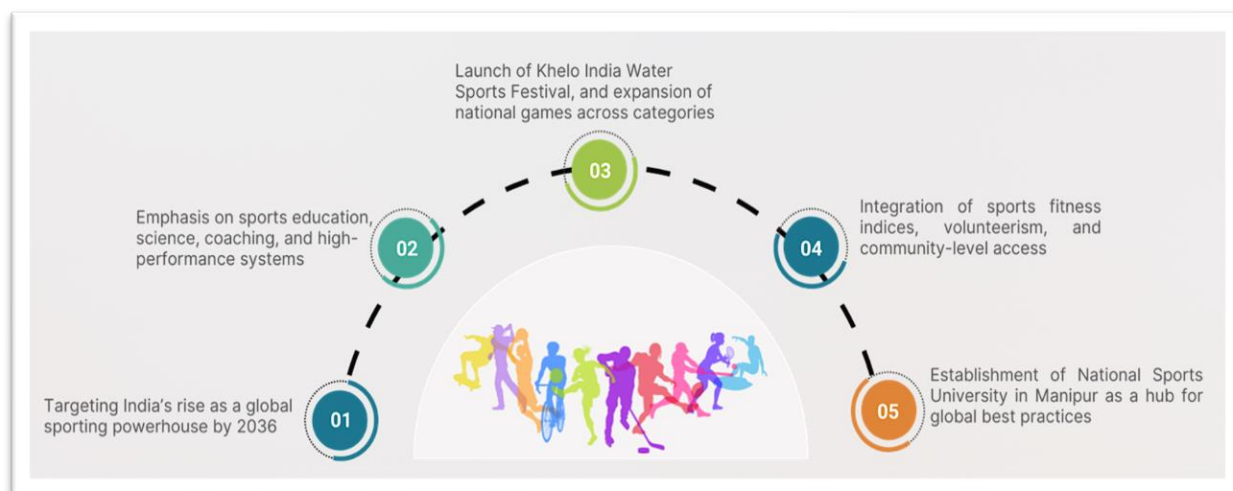 Launch of Khelo India Water
Sports Festival, and expansion of
national games across categories
03
Emphasis on sports education,
science, coaching, and high-
performance systems
02
Integration of sports fitness
indices, volunteerism, and
community-level access
04
Targeting India's rise as a global
sporting powerhouse by 2036
01
Establishment of National Sports
University in Manipur as a hub for
global best practices
05